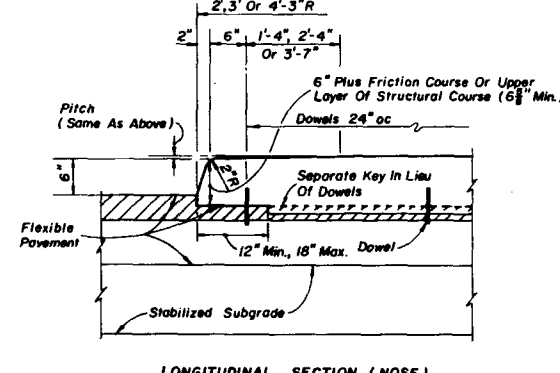 2',3' Or 4'-3"R
2" 6" 1'-4", 2'-4"
Or 3'-7"
6" Plus Friction Course Or Upper
Layer Of Structural Course (6⅝" Min.)
Pitch
(Same As Above)
Dowels 24"oc
6"
2"R
Separate Key In Lieu
Of Dowels
Flexible
Pavement
12" Min., 18" Max.
Dowel
Stabilized Subgrade
LONGITUDINAL SECTION (NOSE)